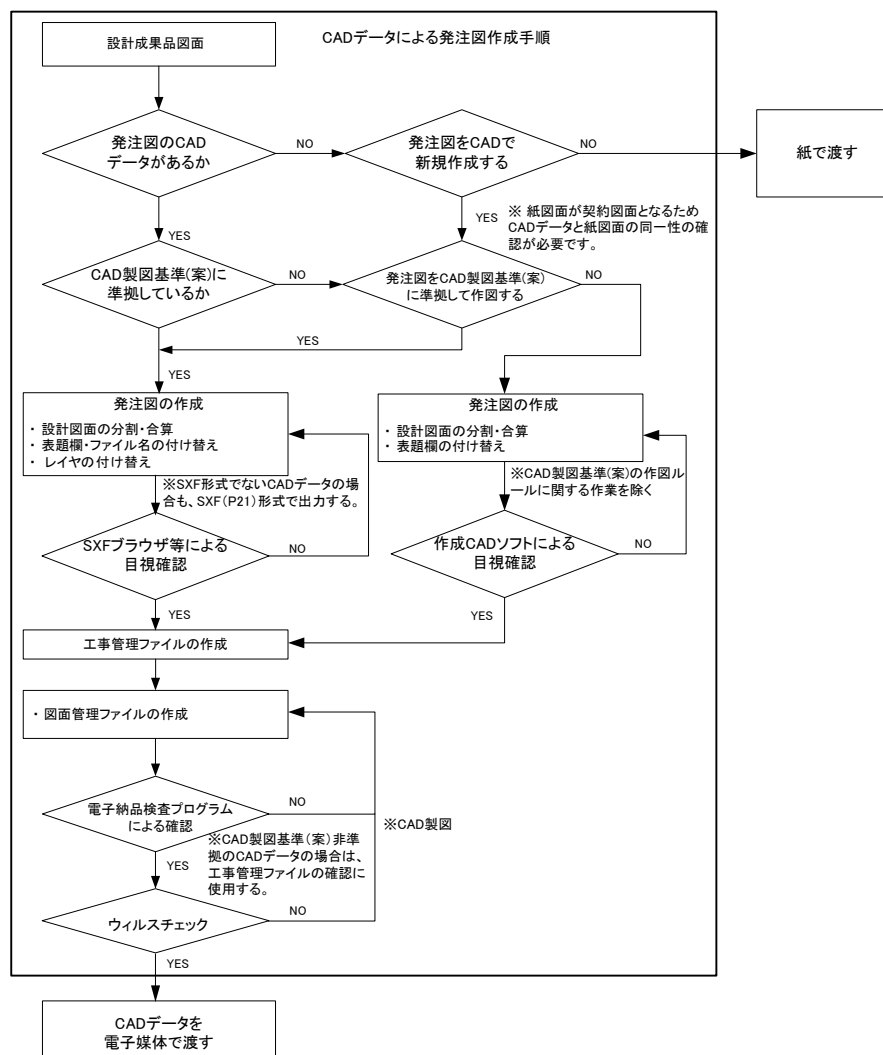 CADデータによる発注図作成手順
設計成果品図面
発注図のCAD
データがあるか
NO
発注図をCADで
新規作成する
NO
紙で渡す
YES
YES
※ 紙図面が契約図面となるため
CADデータと紙図面の同一性の確
認が必要です。
CAD製図基準(案)に
準拠しているか
NO
発注図をCAD製図基準(案)
に準拠して作図する
NO
YES
YES
発注図の作成
・ 設計図面の分割・合算
・ 表題欄・ファイル名の付け替え
・ レイヤの付け替え
発注図の作成
・ 設計図面の分割・合算
・ 表題欄の付け替え
※SXF形式でないCADデータの場
合も、SXF(P21)形式で出力する。
※CAD製図基準(案)の作図ル
ールに関する作業を除く
SXFブラウザ等による
目視確認
NO
作成CADソフトによる
目視確認
NO
YES
YES
工事管理ファイルの作成
・ 図面管理ファイルの作成
電子納品検査プログラム
による確認
NO
※CAD製図
※CAD製図基準(案)非準
拠のCADデータの場合は、
工事管理ファイルの確認に
使用する。
YES
ウィルスチェック
NO
YES
CADデータを
電子媒体で渡す